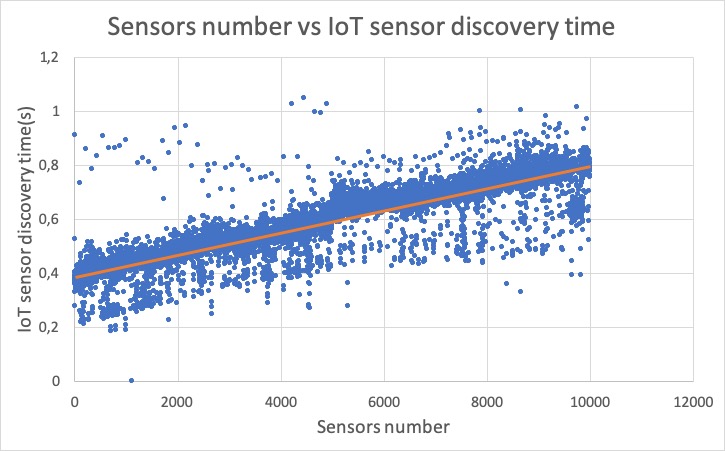 Sensors number vs IoT sensor discovery time
1,2
1
0,8
0,6
0,4
0,2
0
IoT sensor discovery time(s)
0 2000 4000 6000 8000 10000 12000
Sensors number